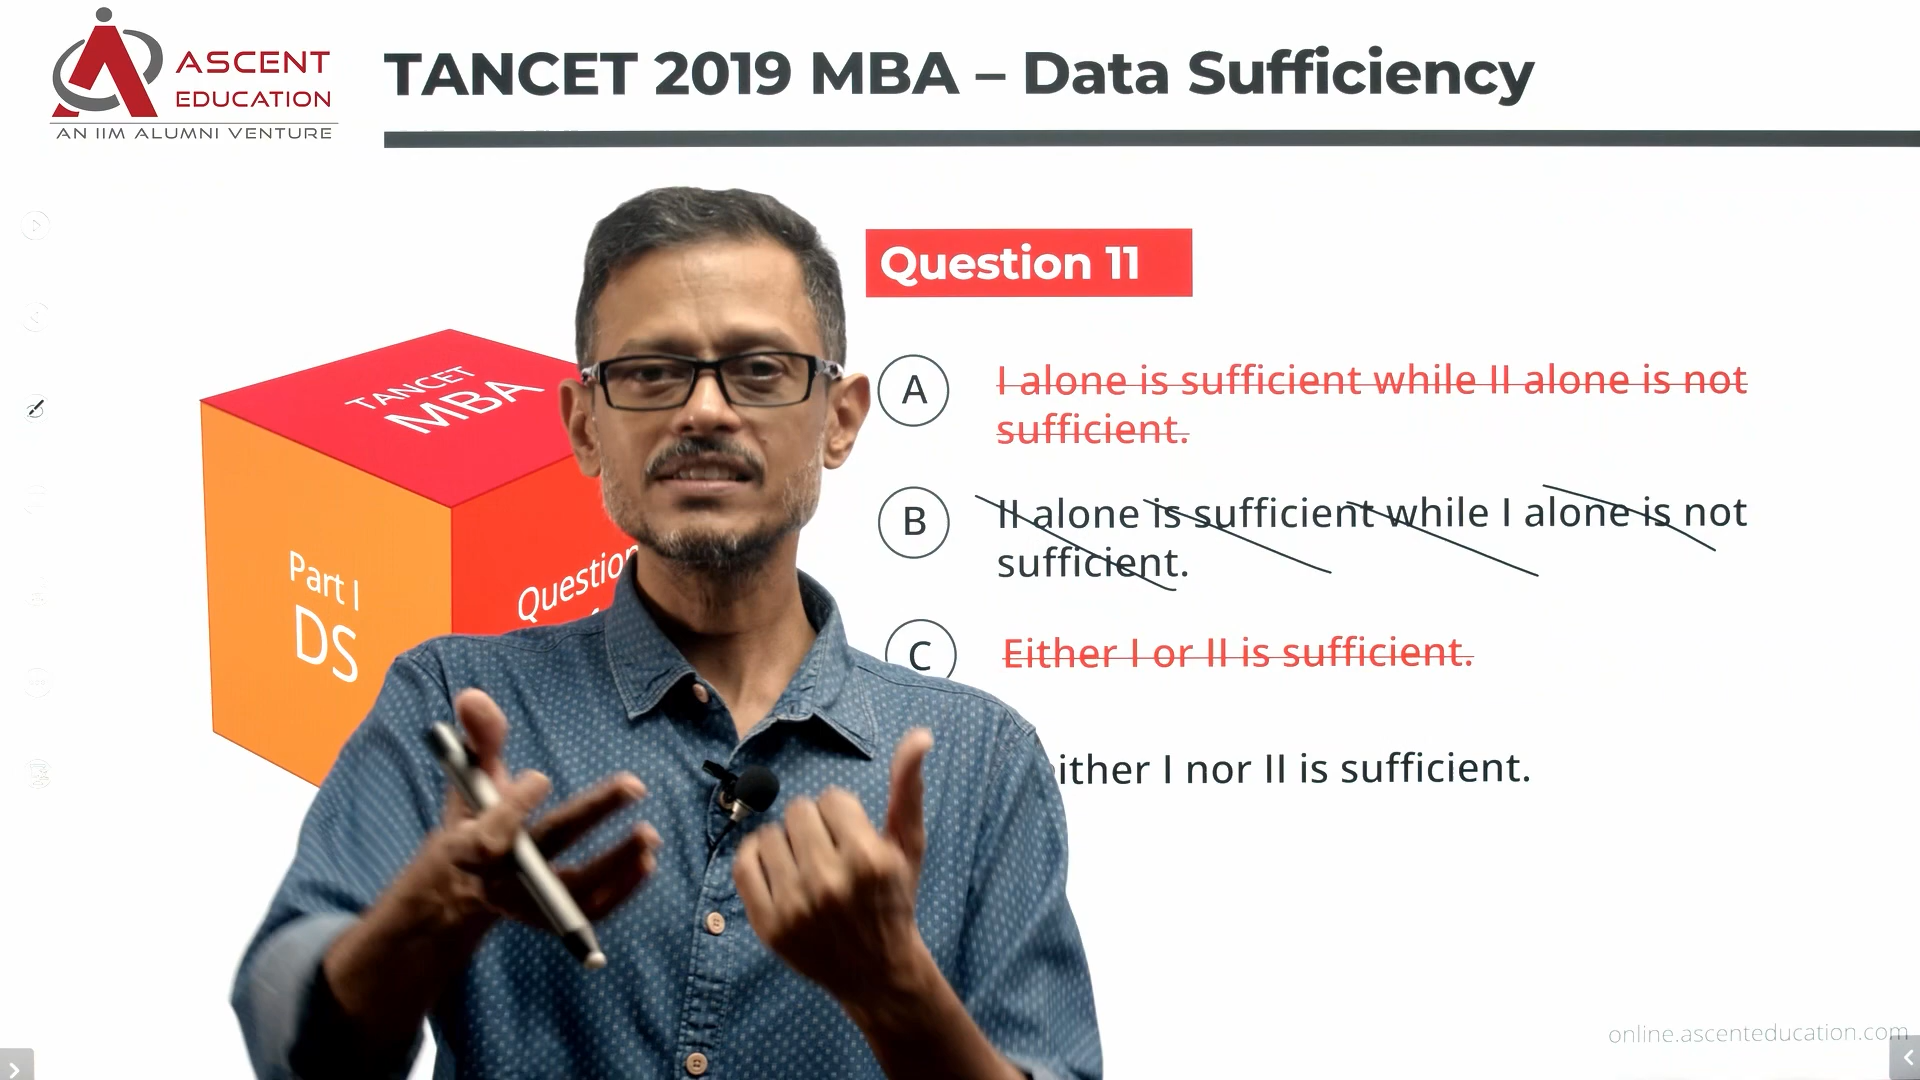 ASCENT
EDUCATION
AN IIM ALUMNI VENTURE
TANCET 2019 MBA – Data Sufficiency
Question 11
TANCET
MBA
Part I
DS
A
I alone is sufficient while II alone is not
sufficient.
B
II alone is sufficient while I alone is not
sufficient.
C
Either I or II is sufficient.
I nor II is sufficient.
online.ascenteducation.com